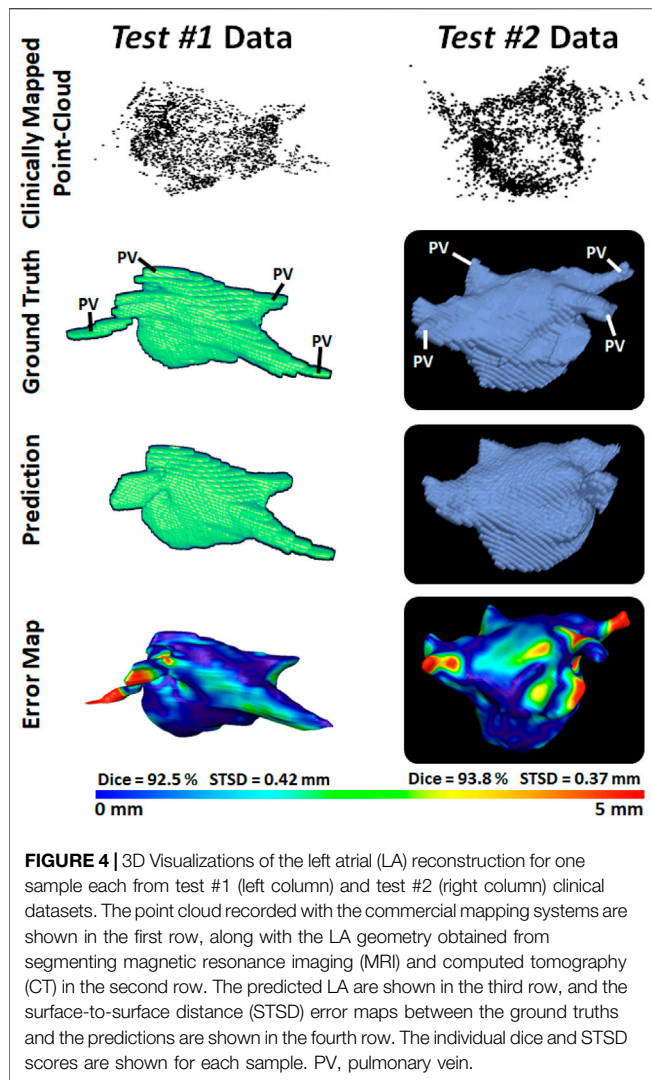 Test #1 Data
Test #2 Data
Clinically Mapped
Point-Cloud
Ground Truth
PV
PV
PV
PV
PV
PV
PV
PV
Prediction
Error Map
Dice = 92.5 % STSD = 0.42 mm
Dice = 93.8 % STSD = 0.37 mm
0 mm
5 mm
FIGURE 4 | 3D Visualizations of the left atrial (LA) reconstruction for one
sample each from test #1 (left column) and test #2 (right column) clinical
datasets. The point cloud recorded with the commercial mapping systems are
shown in the first row, along with the LA geometry obtained from
segmenting magnetic resonance imaging (MRI) and computed tomography
(CT) in the second row. The predicted LA are shown in the third row, and the
surface-to-surface distance (STSD) error maps between the ground truths
and the predictions are shown in the fourth row. The individual dice and STSD
scores are shown for each sample. PV, pulmonary vein.